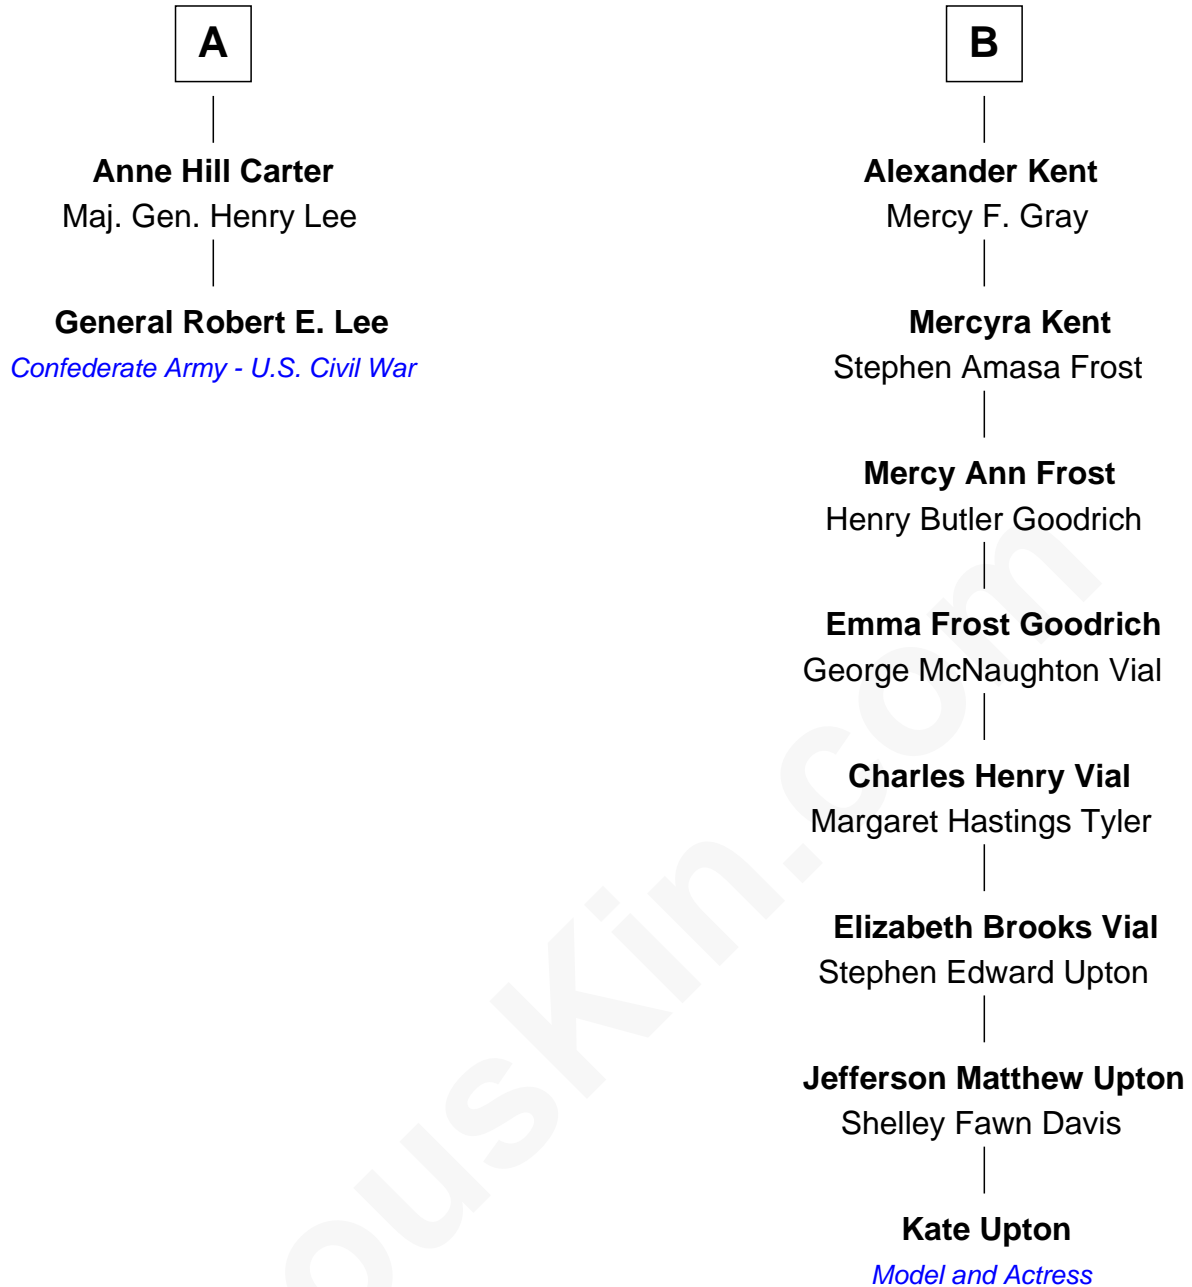 A
Anne Hill Carter
Maj. Gen. Henry Lee
General Robert E. Lee
Confederate Army - U.S. Civil War
B
Alexander Kent
Mercy F. Gray
Mercyra Kent
Stephen Amasa Frost
Mercy Ann Frost
Henry Butler Goodrich
Emma Frost Goodrich
George McNaughton Vial
Charles Henry Vial
Margaret Hastings Tyler
Elizabeth Brooks Vial
Stephen Edward Upton
Jefferson Matthew Upton
Shelley Fawn Davis
Kate Upton
Model and Actress
ousKin.com